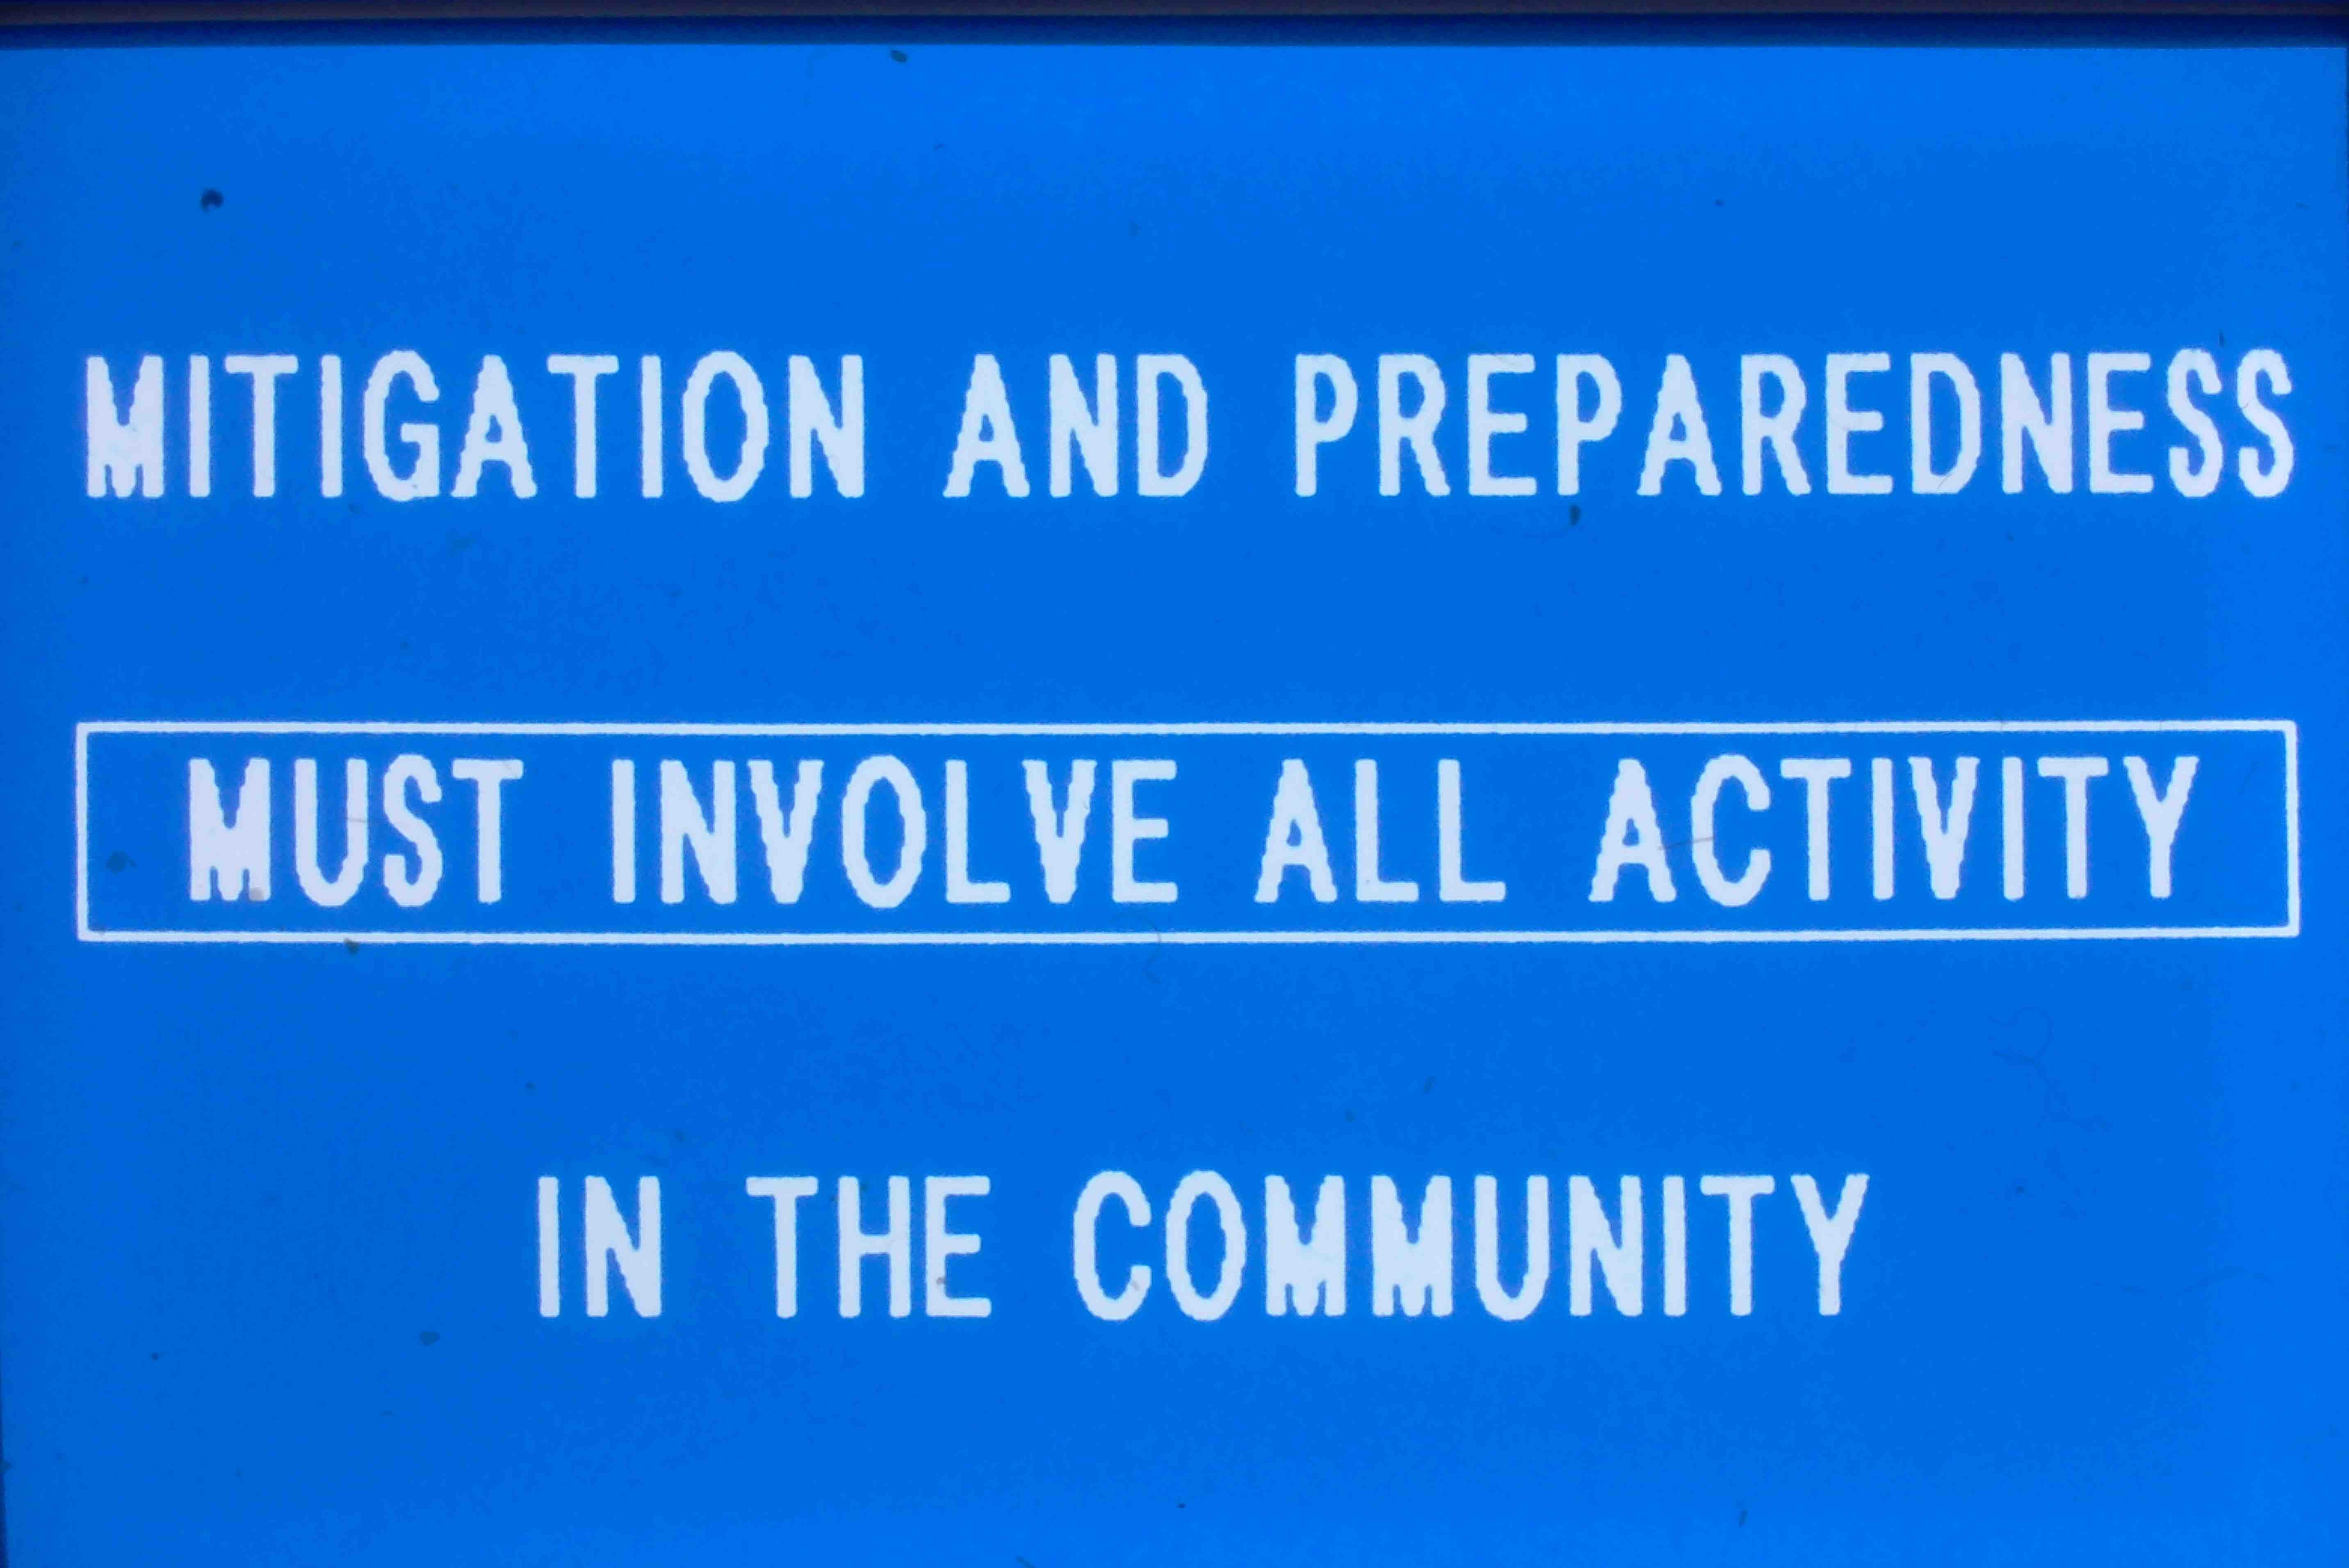 MITIGATION AND PREPAREDNESS
MUST INVOLVE ALL ACTIVITY
IN THE COMMUNITY